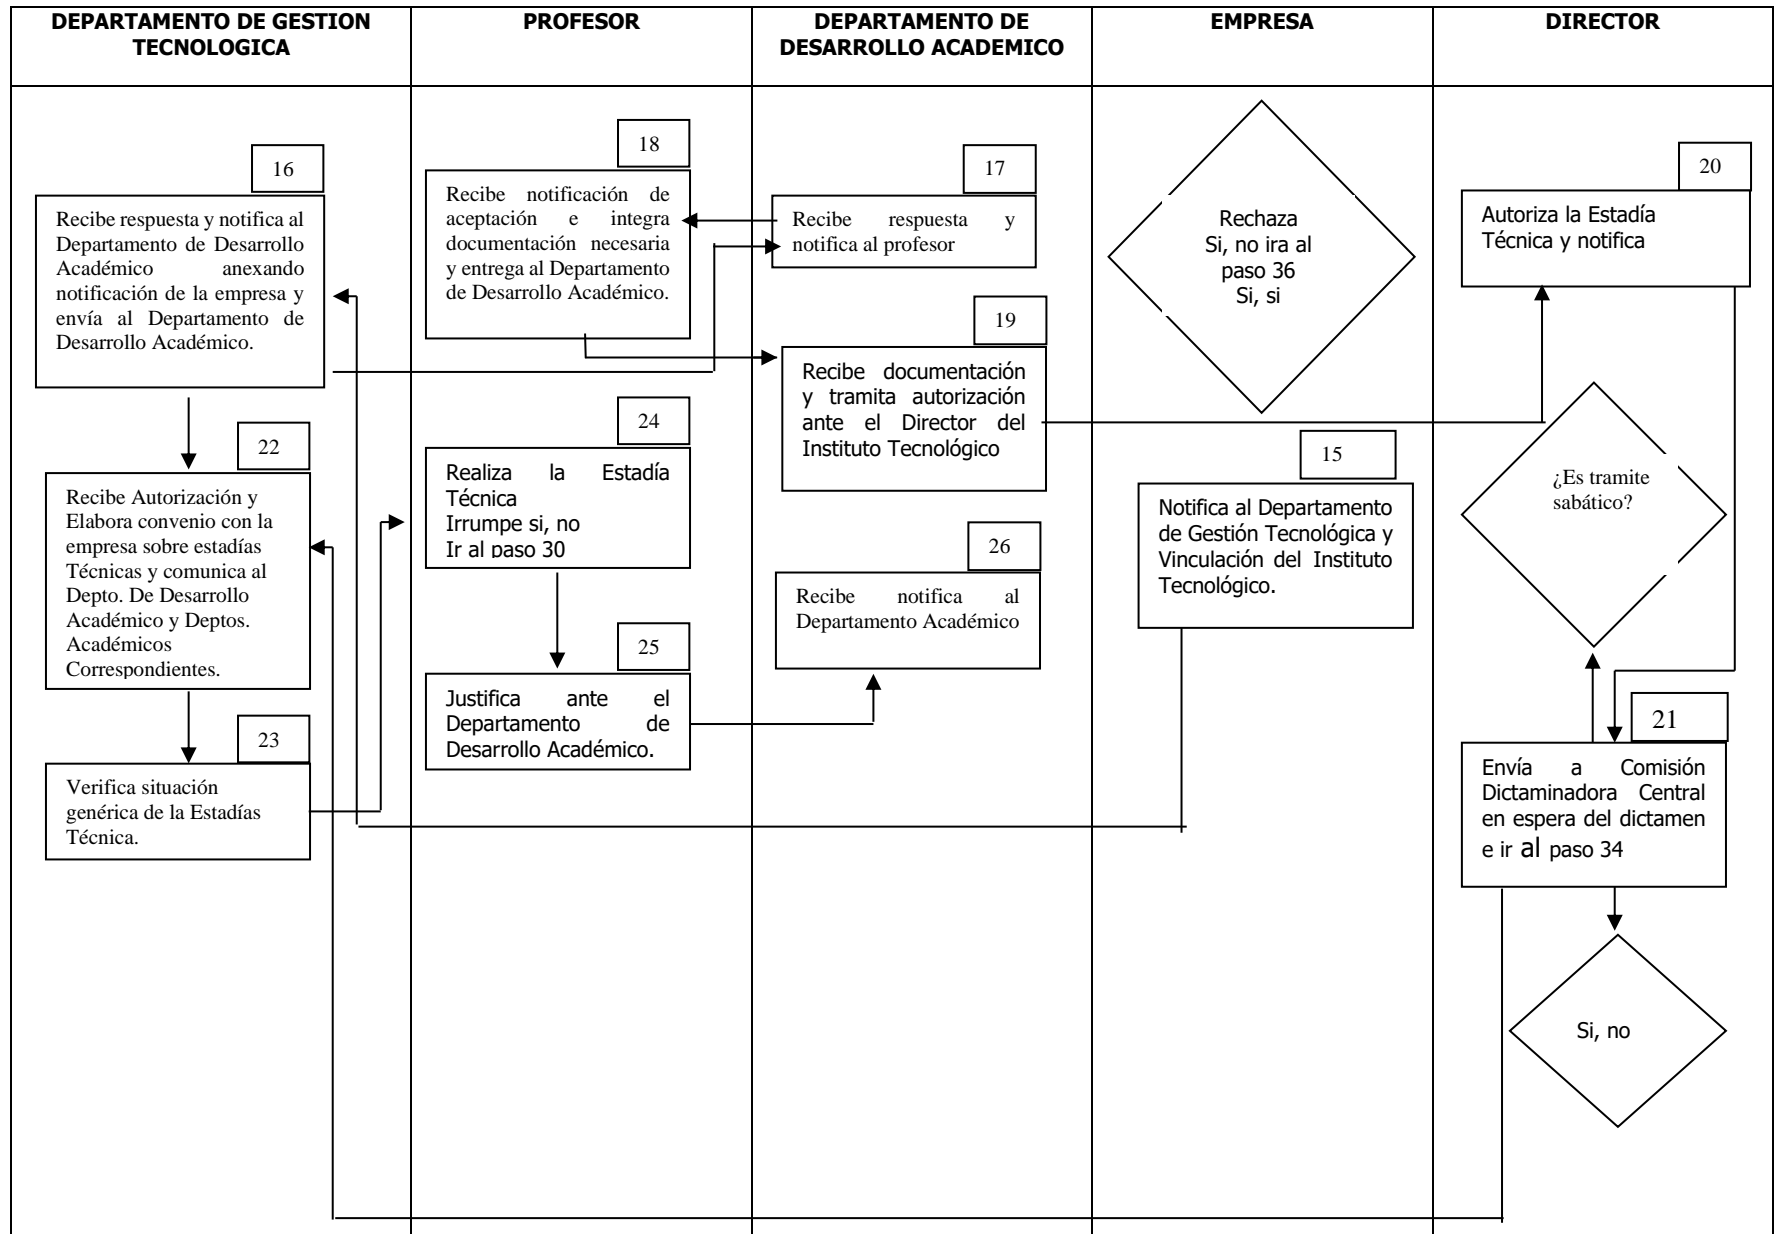 DEPARTAMENTO DE GESTION
TECNOLOGICA
PROFESOR
DEPARTAMENTO DE
DESARROLLO ACADEMICO
EMPRESA
DIRECTOR
16
Recibe respuesta y notifica al
Departamento de Desarrollo
Académico anexando
notificación de la empresa y
envía al Departamento de
Desarrollo Académico.
22
Recibe Autorización y
Elabora convenio con la
empresa sobre estadías
Técnicas y comunica al
Depto. De Desarrollo
Académico y Deptos.
Académicos
Correspondientes.
23
Verifica situación
genérica de la Estadías
Técnica.
18
Recibe notificación de
aceptación e integra
documentación necesaria
y entrega al Departamento
de Desarrollo Académico.
24
Realiza la Estadía
Técnica
Irrumpe si, no
Ir al paso 30
25
Justifica ante el
Departamento de
Desarrollo Académico.
17
Recibe respuesta y
notifica al profesor
19
Recibe documentación
y tramita autorización
ante el Director del
Instituto Tecnológico
26
Recibe notifica al
Departamento Académico
Rechaza
Si, no ira al
paso 36
Si, si
15
Notifica al Departamento
de Gestión Tecnológica y
Vinculación del Instituto
Tecnológico.
20
Autoriza la Estadía
Técnica y notifica
¿Es tramite
sabático?
21
Envía a Comisión
Dictaminadora Central
en espera del dictamen
e ir al paso 34
Si, no